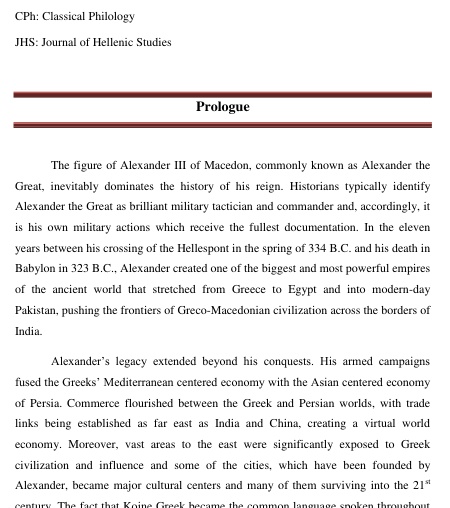 CPh: Classical Philology
JHS: Journal of Hellenic Studies
Prologue
The figure of Alexander III of Macedon, commonly known as Alexander the
Great, inevitably dominates the history of his reign. Historians typically identify
Alexander the Great as brilliant military tactician and commander and, accordingly, it
is his own military actions which receive the fullest documentation. In the eleven
years between his crossing of the Hellespont in the spring of 334 B.C. and his death in
Babylon in 323 B.C., Alexander created one of the biggest and most powerful empires
of the ancient world that stretched from Greece to Egypt and into modern-day
Pakistan, pushing the frontiers of Greco-Macedonian civilization across the borders of
India.
Alexander's legacy extended beyond his conquests. His armed campaigns
fused the Greeks' Mediterranean centered economy with the Asian centered economy
of Persia. Commerce flourished between the Greek and Persian worlds, with trade
links being established as far east as India and China, creating a virtual world
economy. Moreover, vast areas to the east were significantly exposed to Greek
civilization and influence and some of the cities, which have been founded by
Alexander, became major cultural centers and many of them surviving into the 21st
century. The fact that Koine Greek became the common language spoken throughout